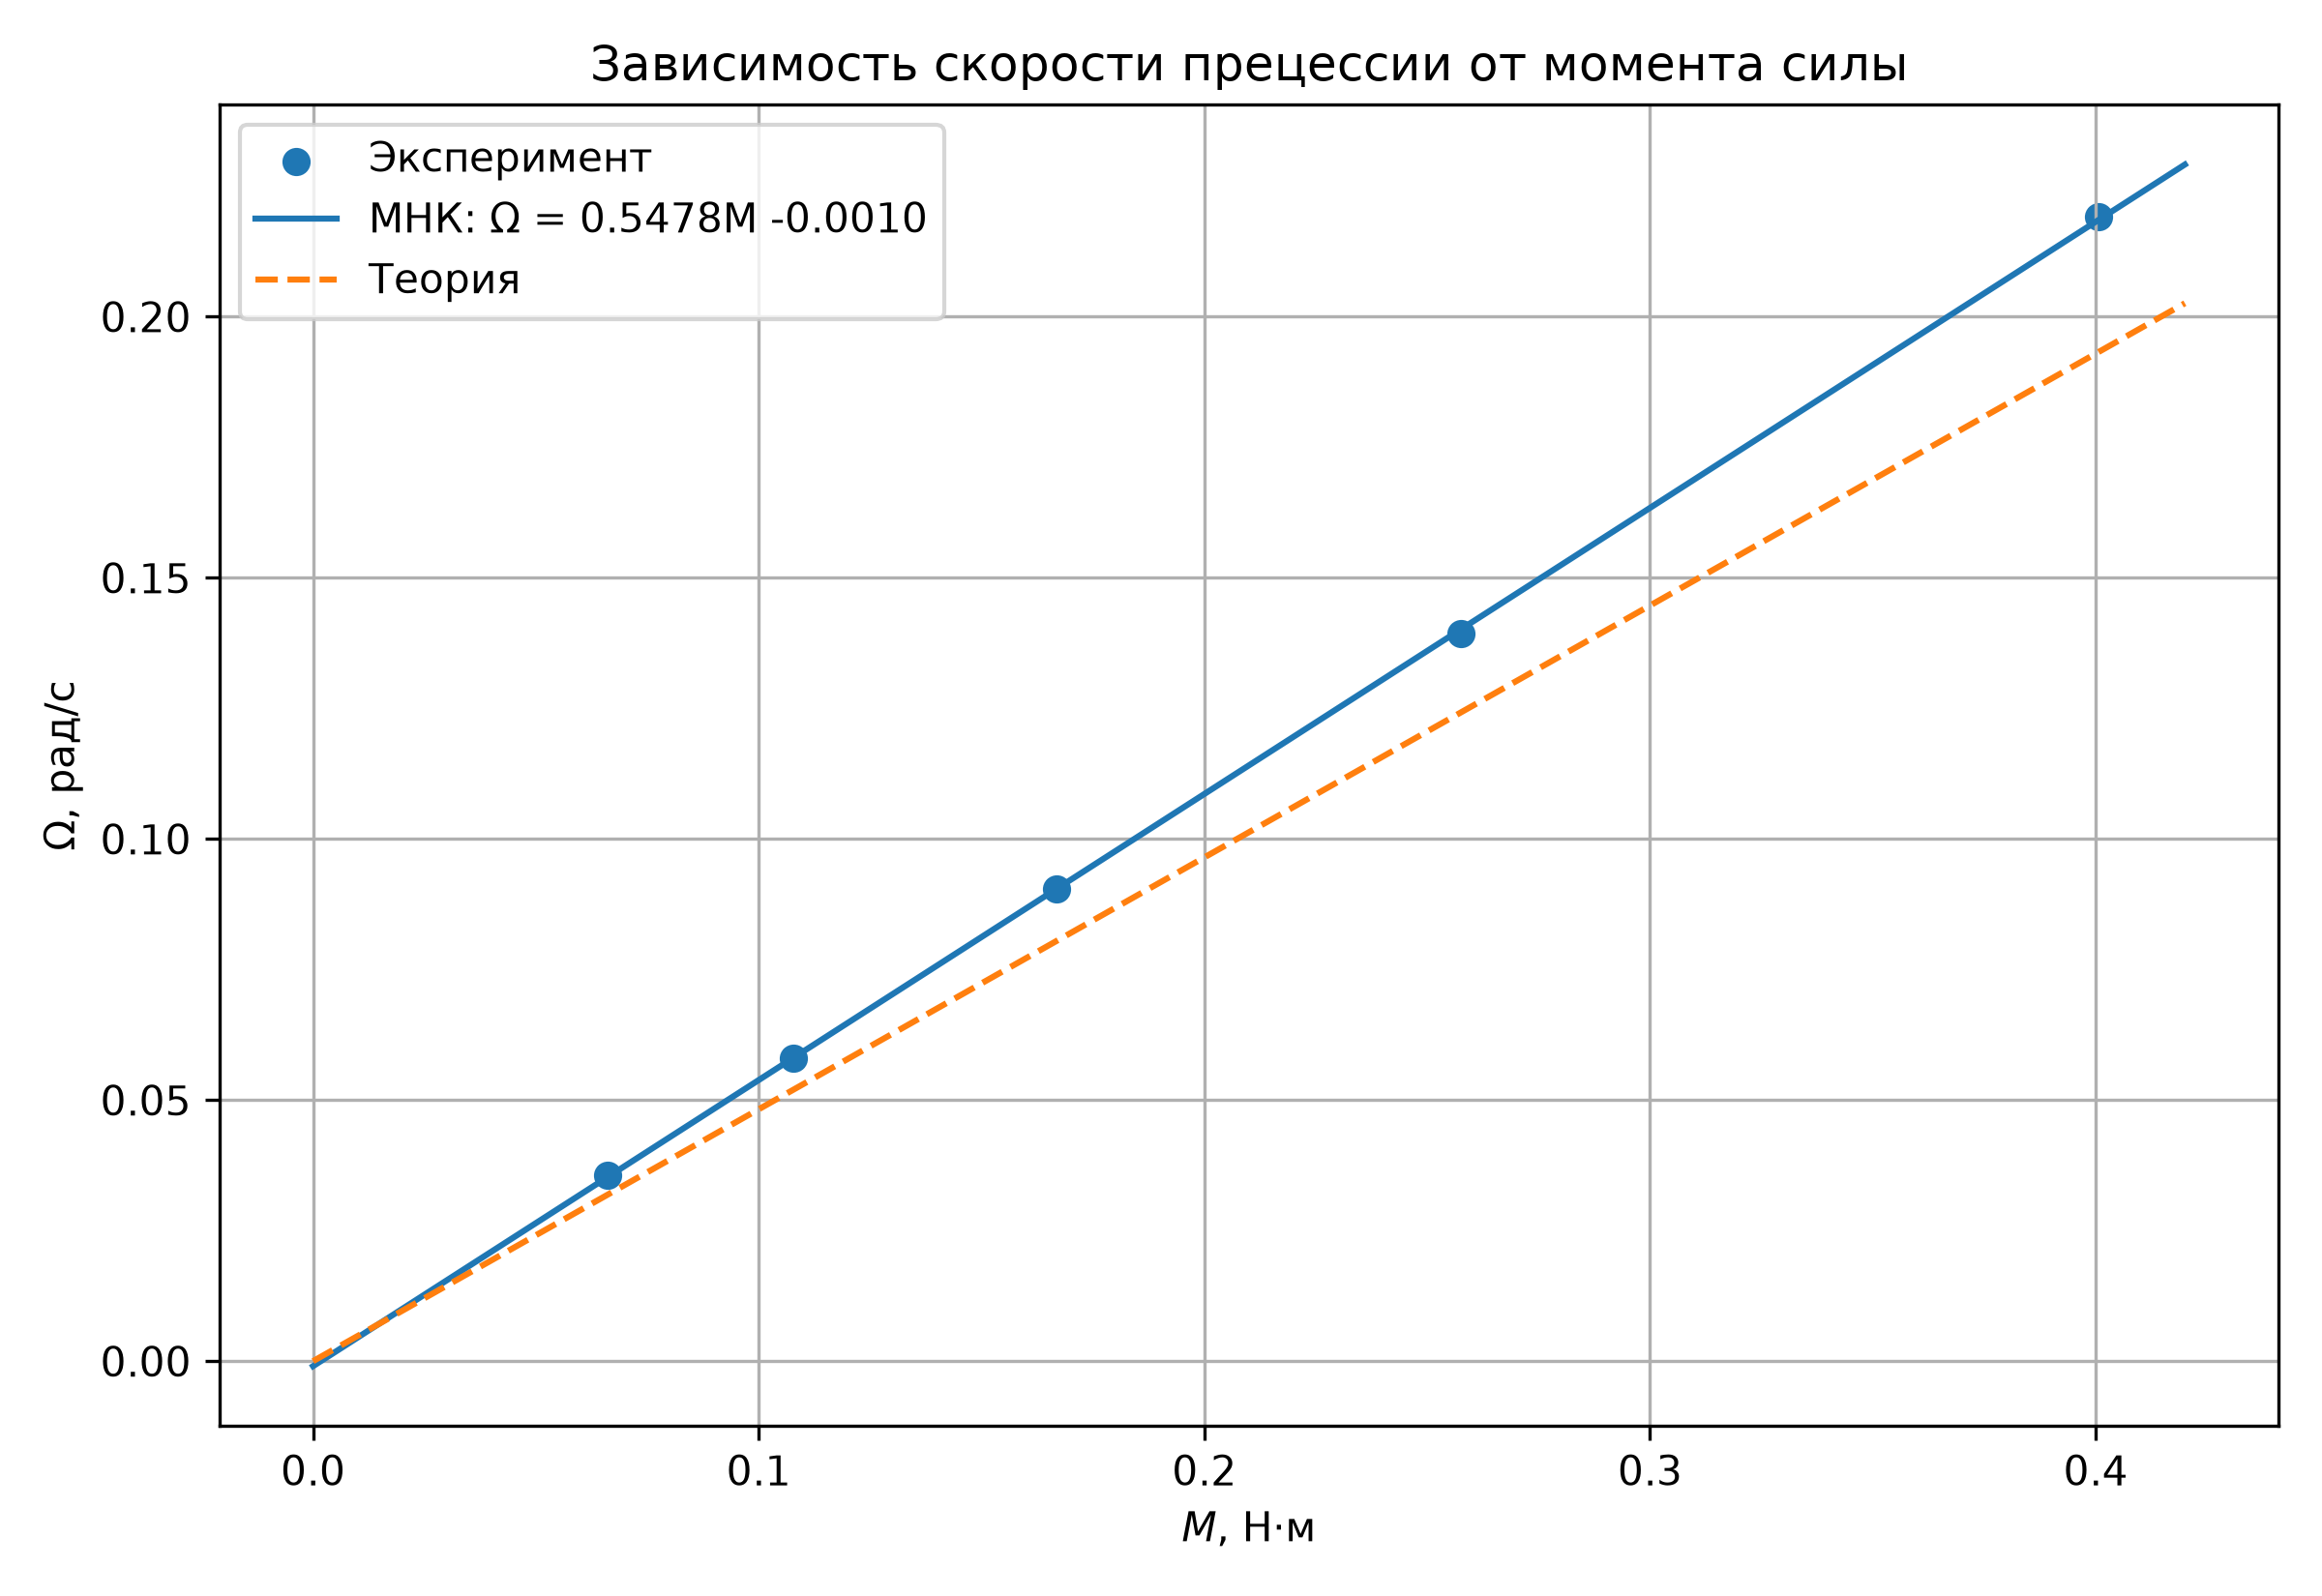 Зависимость скорости прецессии от момента силы
Эксперимент
МНК: Ω = 0.5478M -0.0010
Теория
Ω, рад/с
0.20
0.15
0.10
0.05
0.00
0.0 0.1 0.2 0.3 0.4
M, Н·м